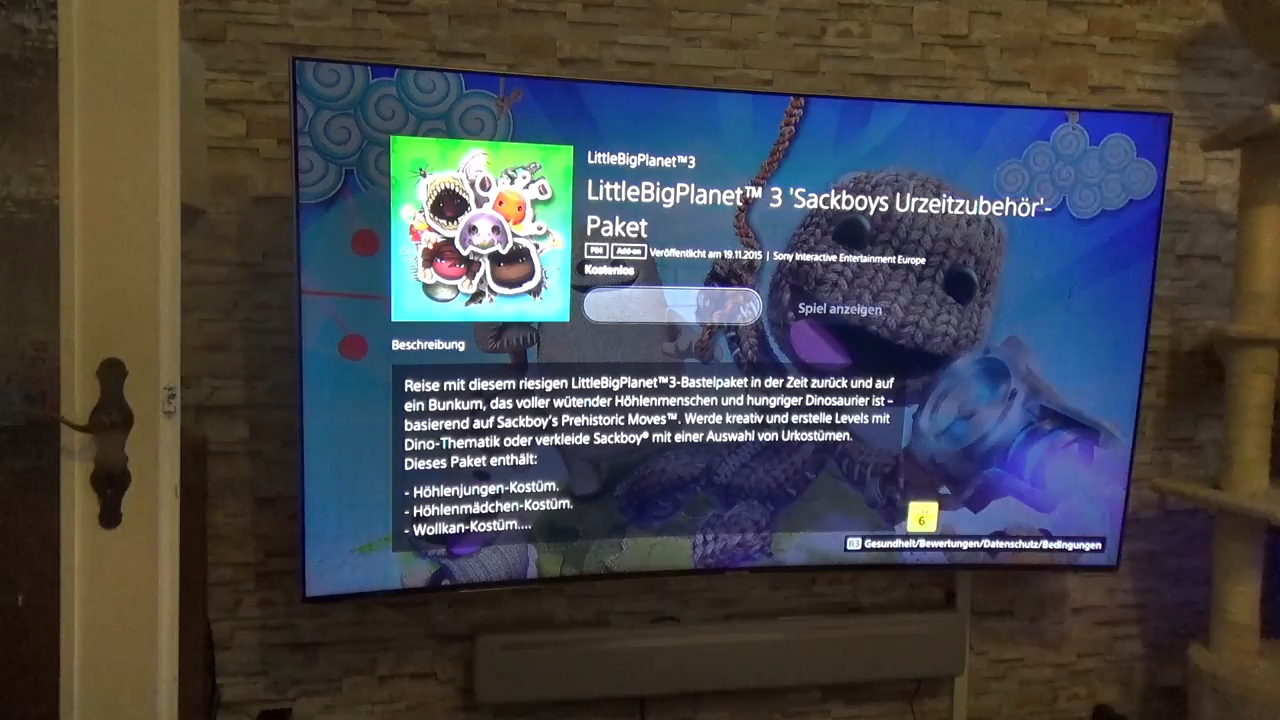 LittleBigPlanet™3
LittleBigPlanet™ 3 'Sackboys Urzeitzubehör'-
Paket
PS4 Add-on Veröffentlicht am 19.11.2015 | Sony Interactive Entertainment Europe
Kostenlos
Spiel anzeigen
Beschreibung
Reise mit diesem riesigen LittleBigPlanet™3-Bastelpaket in der Zeit zurück und auf
ein Bunkum, das voller wütender Höhlenmenschen und hungriger Dinosaurier ist –
basierend auf Sackboy's Prehistoric Moves™. Werde kreativ und erstelle Levels mit
Dino-Thematik oder verkleide Sackboy® mit einer Auswahl von Urkostümen.
Dieses Paket enthält:
- Höhlenjungen-Kostüm.
- Höhlenmädchen-Kostüm.
- Wollkan-Kostüm....
6
R3 Gesundheit/Bewertungen/Datenschutz/Bedingungen